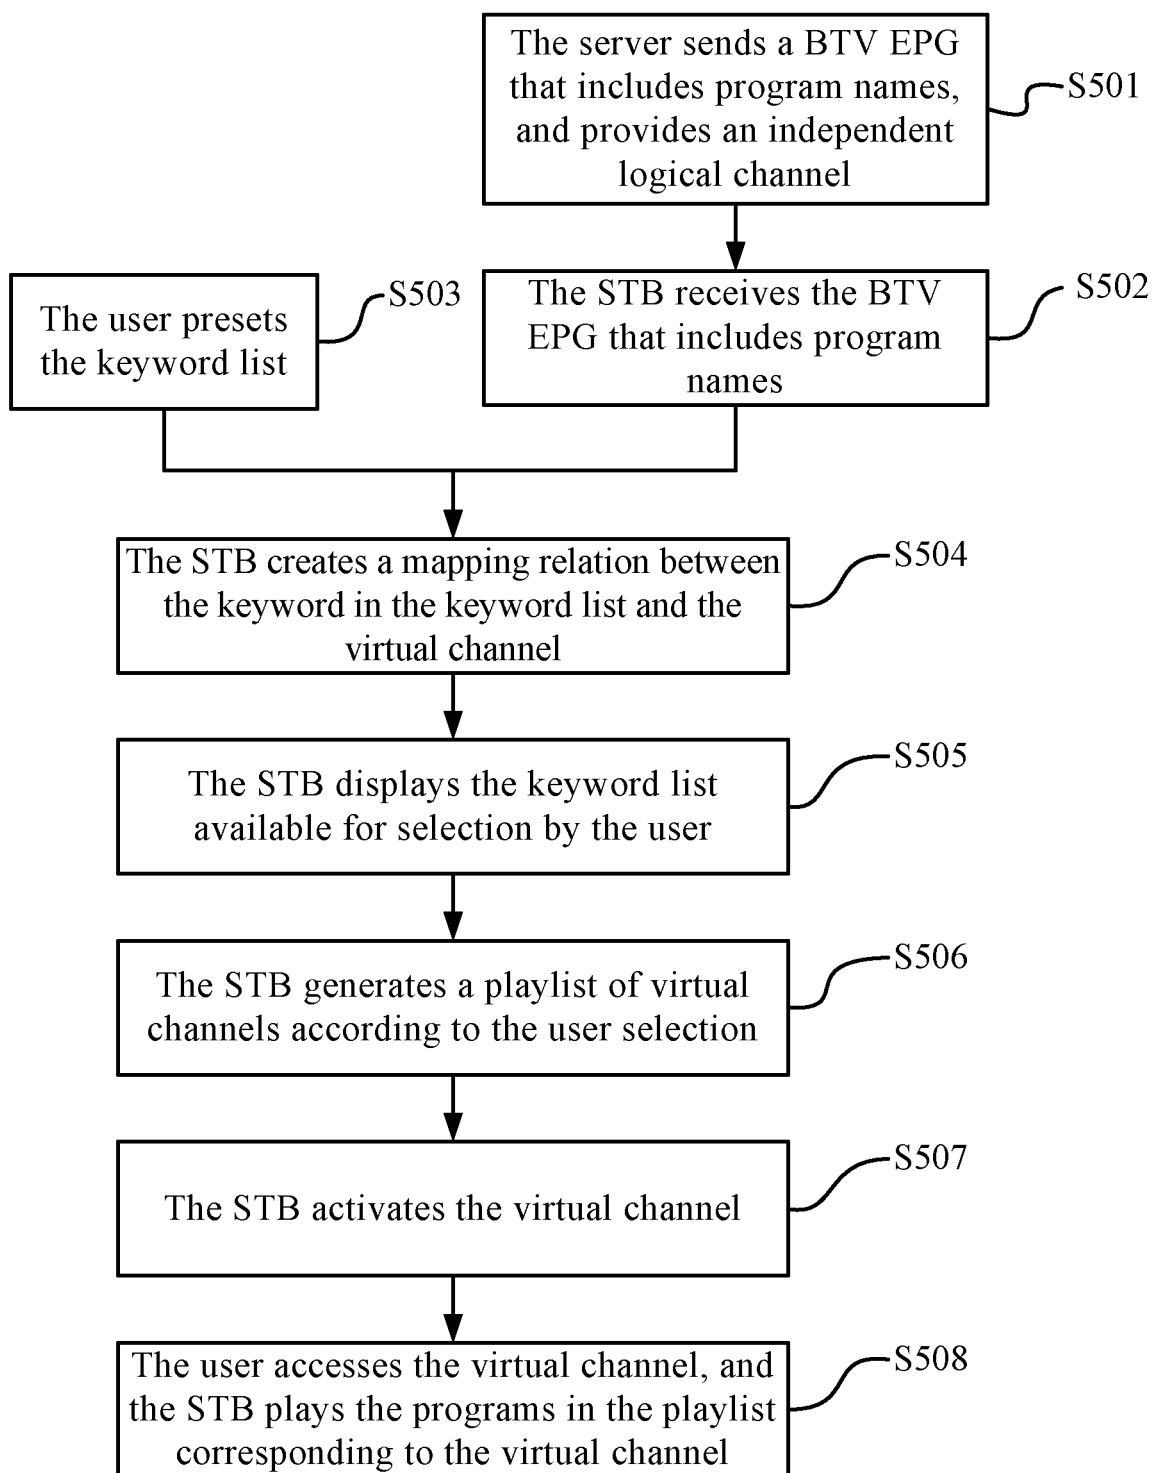 The server sends a BTV EPG
that includes program names,
and provides an independent
logical channel
S501
The STB receives the BTV
EPG that includes program
names
S502
The user presets
the keyword list
S503
The STB creates a mapping relation between
the keyword in the keyword list and the
virtual channel
S504
The STB displays the keyword list
available for selection by the user
S505
The STB generates a playlist of virtual
channels according to the user selection
S506
The STB activates the virtual channel
S507
The user accesses the virtual channel, and
the STB plays the programs in the playlist
corresponding to the virtual channel
S508